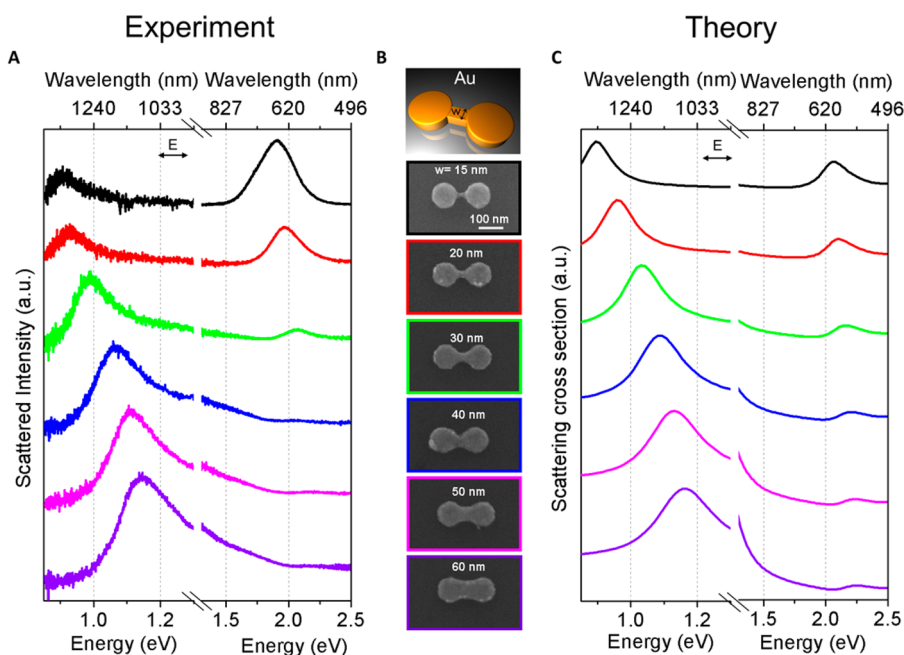 Experiment
Theory
A
Wavelength (nm) Wavelength (nm)
1240 1033 827 620 496
E
Scattered Intensity (a.u.)
1.0 1.2 1.5 2.0 2.5
Energy (eV) Energy (eV)
B
Au
w
w= 15 nm
100 nm
20 nm
30 nm
40 nm
50 nm
60 nm
C
Wavelength (nm) Wavelength (nm)
1240 1033 827 620 496
E
Scattering cross section (a.u.)
1.0 1.2 1.5 2.0 2.5
Energy (eV) Energy (eV)